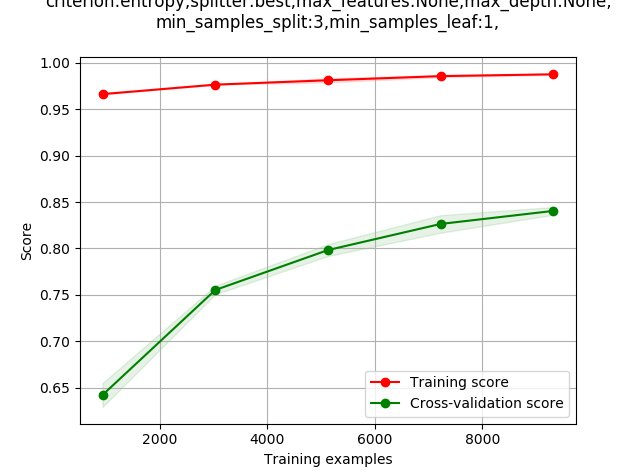 criterion:entropy,splitter:best,max_features:None,max_depth:None,
min_samples_split:3,min_samples_leaf:1,
1.00
0.95
0.90
0.85
0.80
0.75
0.70
0.65
Score
Training score
Cross-validation score
2000
4000
6000
8000
Training examples